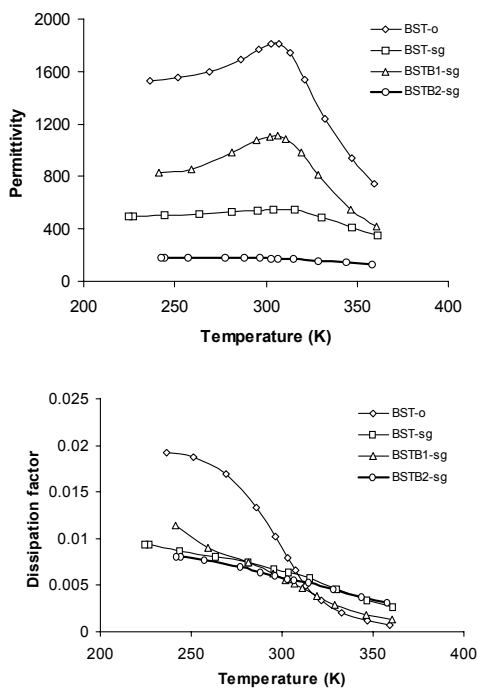 2000
1600
1200
800
400
0
Permittivity
BST-o
BST-sg
BSTB1-sg
BSTB2-sg
200
250
300
350
400
Temperature (K)
0.025
0.02
0.015
0.01
0.005
0
Dissipation factor
BST-o
BST-sg
BSTB1-sg
BSTB2-sg
200
250
300
350
400
Temperature (K)